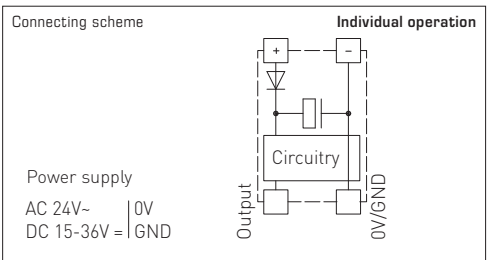 Connecting scheme
Individual operation
+ −
Circuitry
Power supply
AC 24V~ 0V
DC 15-36V = GND
Output
0V/GND